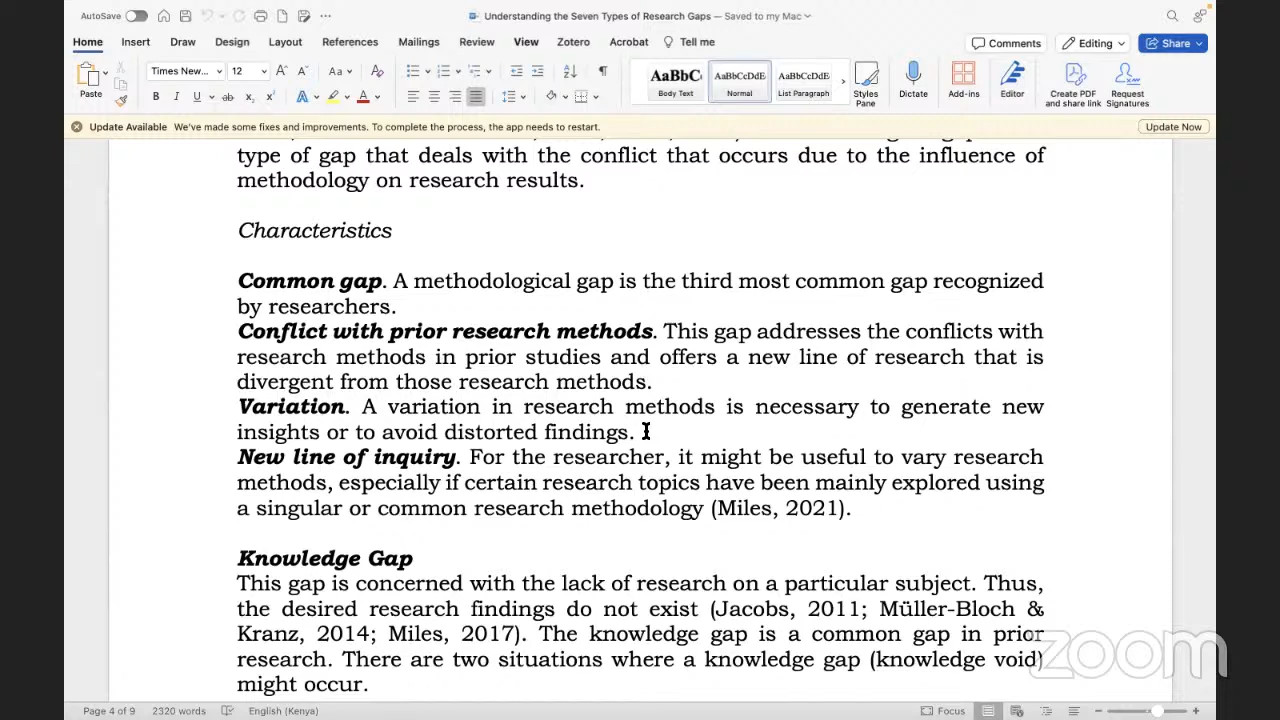 AutoSave
Understanding the Seven Types of Research Gaps — Saved to my Mac
Home Insert Draw Design Layout References Mailings Review View Zotero Acrobat Tell me
Comments Editing Share
Paste
Times New... 12
Aa
B I U ab x₂ x²
A A
AaBbC AaBbCcDdE AaBbCcDdE
Body Text Normal List Paragraph
Styles Pane
Dictate
Add-ins
Editor
Create PDF and share link
Request Signatures
Update Available We've made some fixes and improvements. To complete the process, the app needs to restart. Update Now
type of gap that deals with the conflict that occurs due to the influence of
methodology on research results.
Characteristics
Common gap. A methodological gap is the third most common gap recognized
by researchers.
Conflict with prior research methods. This gap addresses the conflicts with
research methods in prior studies and offers a new line of research that is
divergent from those research methods.
Variation. A variation in research methods is necessary to generate new
insights or to avoid distorted findings.
New line of inquiry. For the researcher, it might be useful to vary research
methods, especially if certain research topics have been mainly explored using
a singular or common research methodology (Miles, 2021).
Knowledge Gap
This gap is concerned with the lack of research on a particular subject. Thus,
the desired research findings do not exist (Jacobs, 2011; Müller-Bloch &
Kranz, 2014; Miles, 2017). The knowledge gap is a common gap in prior
research. There are two situations where a knowledge gap (knowledge void)
might occur.
zoom
Page 4 of 9 2320 words English (Kenya) Focus